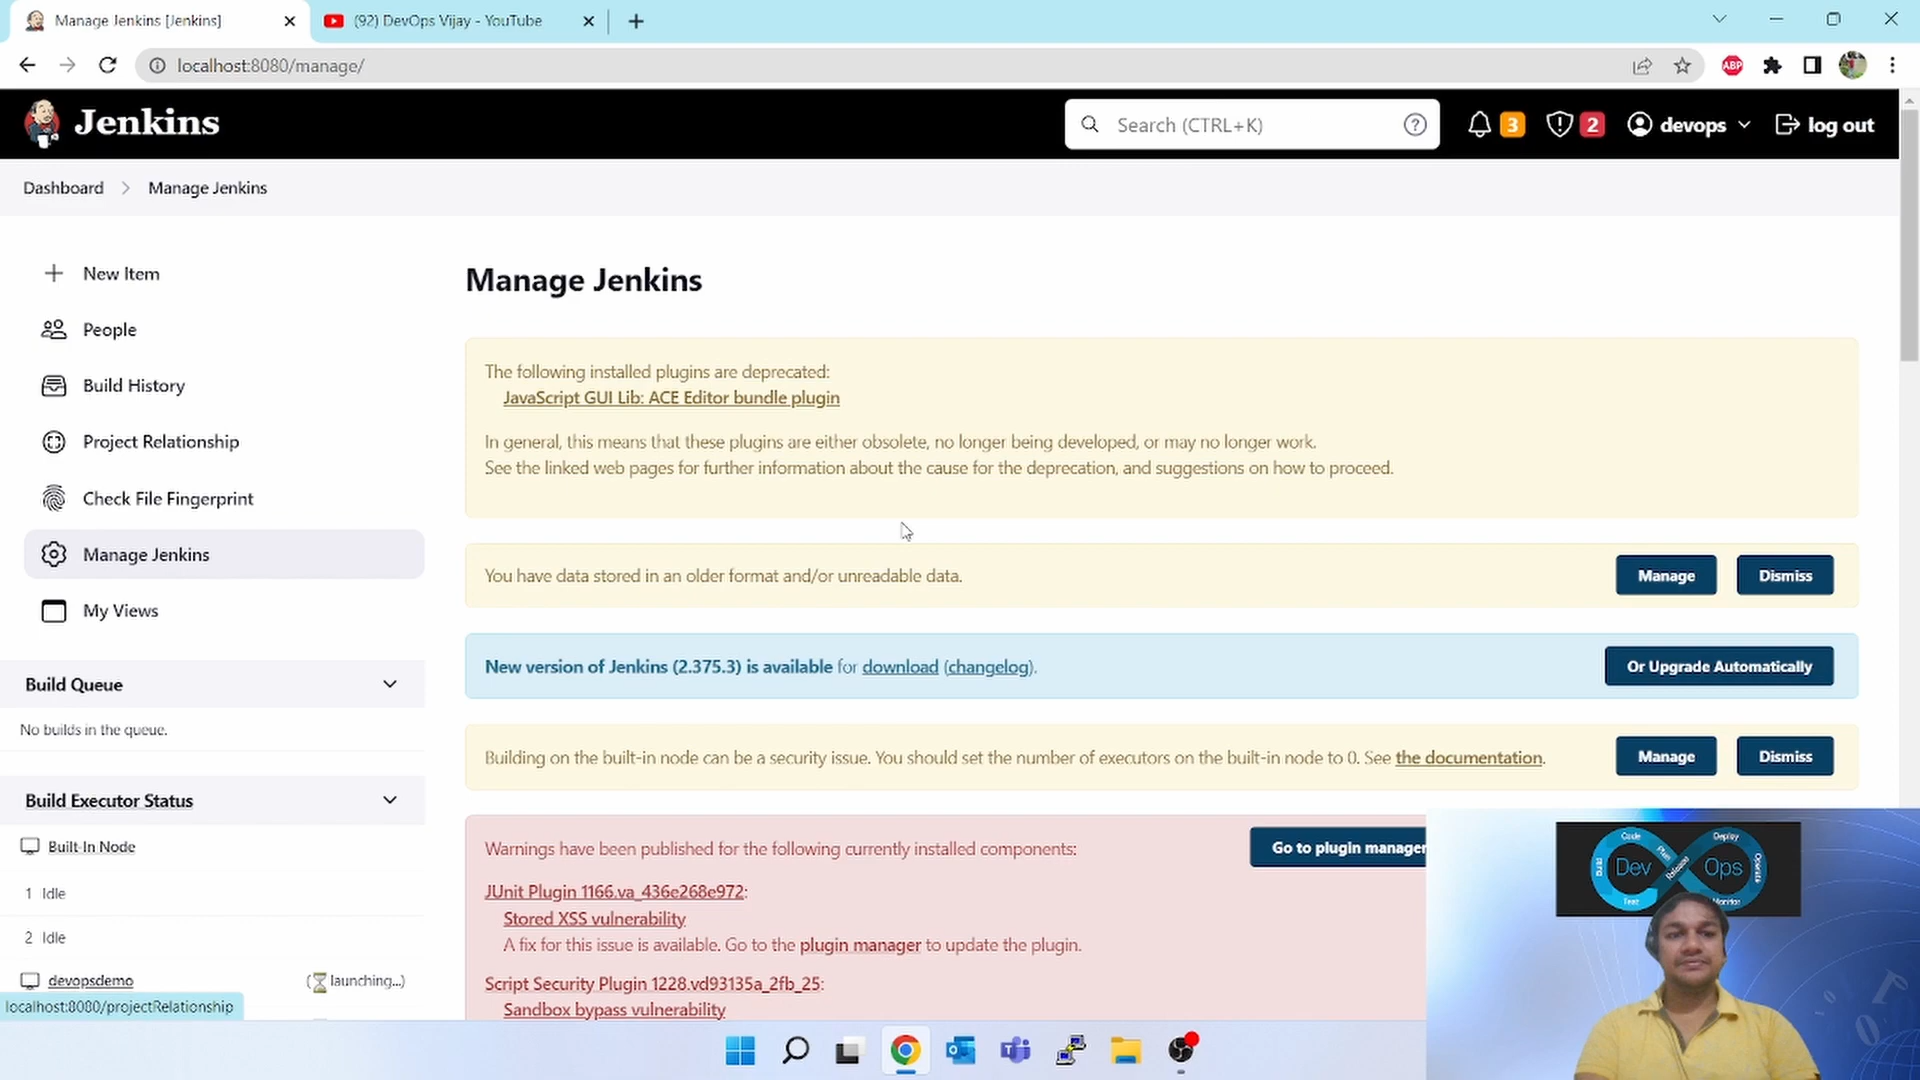 Manage Jenkins [Jenkins]
(92) DevOps Vijay - YouTube
localhost:8080/manage/
ABP
Jenkins
Search (CTRL+K)
3
2
devops
log out
Dashboard
Manage Jenkins
New Item
People
Build History
Project Relationship
Check File Fingerprint
Manage Jenkins
My Views
Build Queue
No builds in the queue.
Build Executor Status
Built-In Node
1 Idle
2 Idle
devopsdemo
(launching...)
localhost:8080/projectRelationship
Manage Jenkins
The following installed plugins are deprecated:
JavaScript GUI Lib: ACE Editor bundle plugin
In general, this means that these plugins are either obsolete, no longer being developed, or may no longer work.
See the linked web pages for further information about the cause for the deprecation, and suggestions on how to proceed.
You have data stored in an older format and/or unreadable data.
Manage
Dismiss
New version of Jenkins (2.375.3) is available for download (changelog).
Or Upgrade Automatically
Building on the built-in node can be a security issue. You should set the number of executors on the built-in node to 0. See the documentation.
Manage
Dismiss
Warnings have been published for the following currently installed components:
Go to plugin manager
JUnit Plugin 1166.va_436e268e972:
Stored XSS vulnerability
A fix for this issue is available. Go to the plugin manager to update the plugin.
Script Security Plugin 1228.vd93135a_2fb_25:
Sandbox bypass vulnerability
Code
Deploy
Plan
Release
Operate
Build
Dev
Ops
Test
Monitor